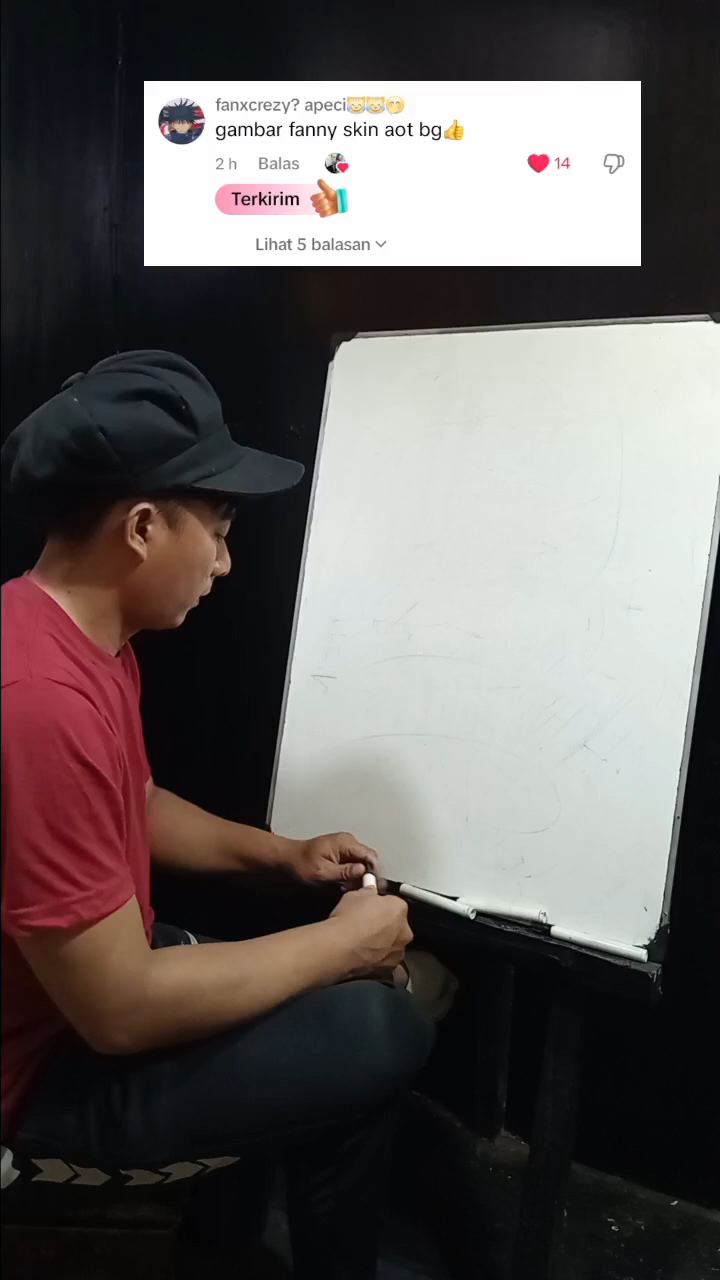 fanxcrezy? apeci😹😹🤭
gambar fanny skin aot bg👍
2 h Balas 14
Terkirim
Lihat 5 balasan